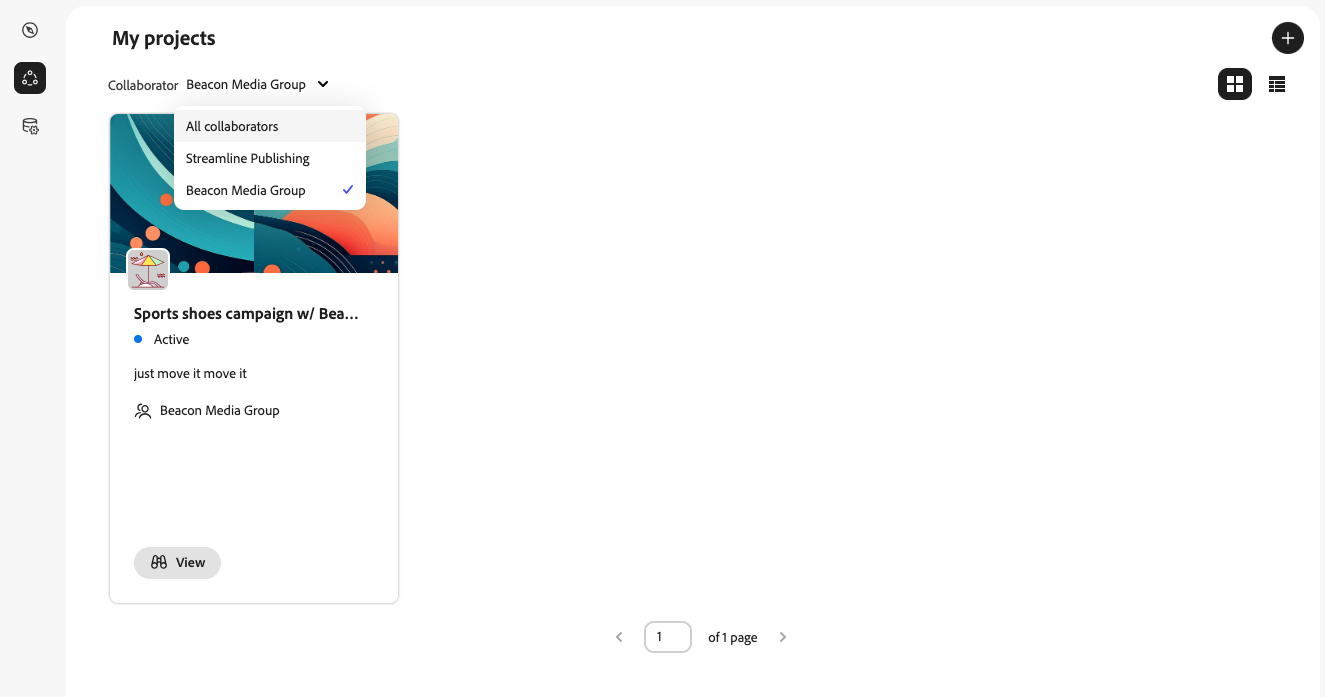 My projects
Collaborator Beacon Media Group
All collaborators
Streamline Publishing
Beacon Media Group
Sports shoes campaign w/ Bea...
Active
just move it move it
Beacon Media Group
View
1 of 1 page